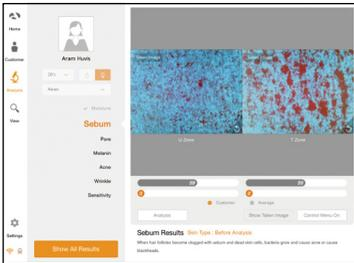 Home
Customer
Analysis
View
Settings
Aram Huvis
20's
Asian
Moisture
Sebum
Pore
Melanin
Acne
Wrinkle
Sensitivity
Show All Results
U Zone
T Zone
Customer
Average
Analysis
Show Taken Image
Control Menu On
Sebum Results Skin Type : Before Analysis
When hair follicles become clogged with sebum and dead skin cells, bacteria grow and cause acne or cause
blackheads.